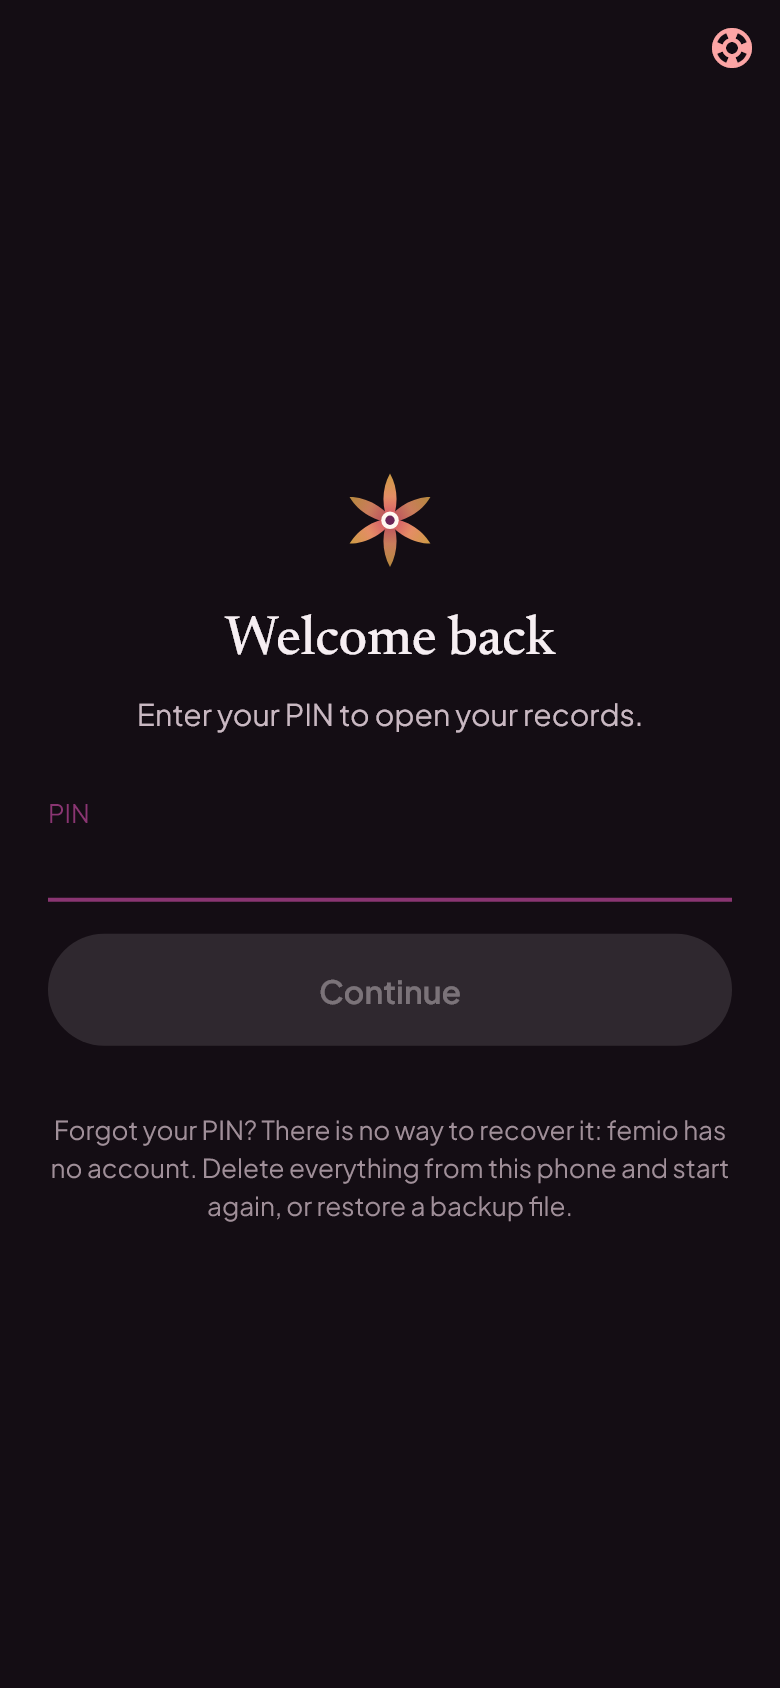 Welcome back
Enter your PIN to open your records.
PIN
Continue
Forgot your PIN? There is no way to recover it: femio has
no account. Delete everything from this phone and start
again, or restore a backup file.